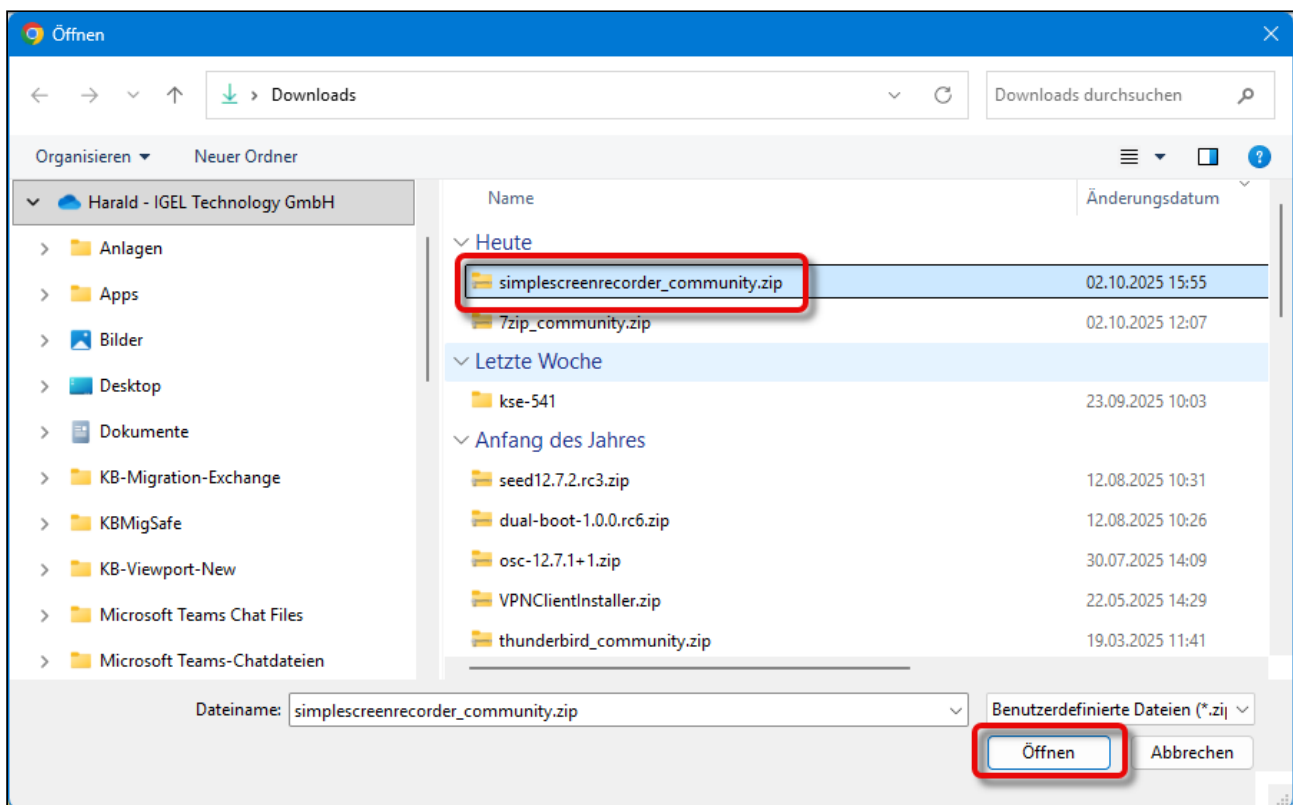 Öffnen
Downloads
Downloads durchsuchen
Organisieren
Neuer Ordner
Harald - IGEL Technology GmbH
Anlagen
Apps
Bilder
Desktop
Dokumente
KB-Migration-Exchange
KBMigSafe
KB-Viewport-New
Microsoft Teams Chat Files
Microsoft Teams-Chatdateien
Name Änderungsdatum
Heute
simplescreenrecorder_community.zip 02.10.2025 15:55
7zip_community.zip 02.10.2025 12:07
Letzte Woche
kse-541 23.09.2025 10:03
Anfang des Jahres
seed12.7.2.rc3.zip 12.08.2025 10:31
dual-boot-1.0.0.rc6.zip 12.08.2025 10:26
osc-12.7.1+1.zip 30.07.2025 14:09
VPNClientInstaller.zip 22.05.2025 14:29
thunderbird_community.zip 19.03.2025 11:41
Dateiname: simplescreenrecorder_community.zip
Benutzerdefinierte Dateien (*.zi
Öffnen Abbrechen